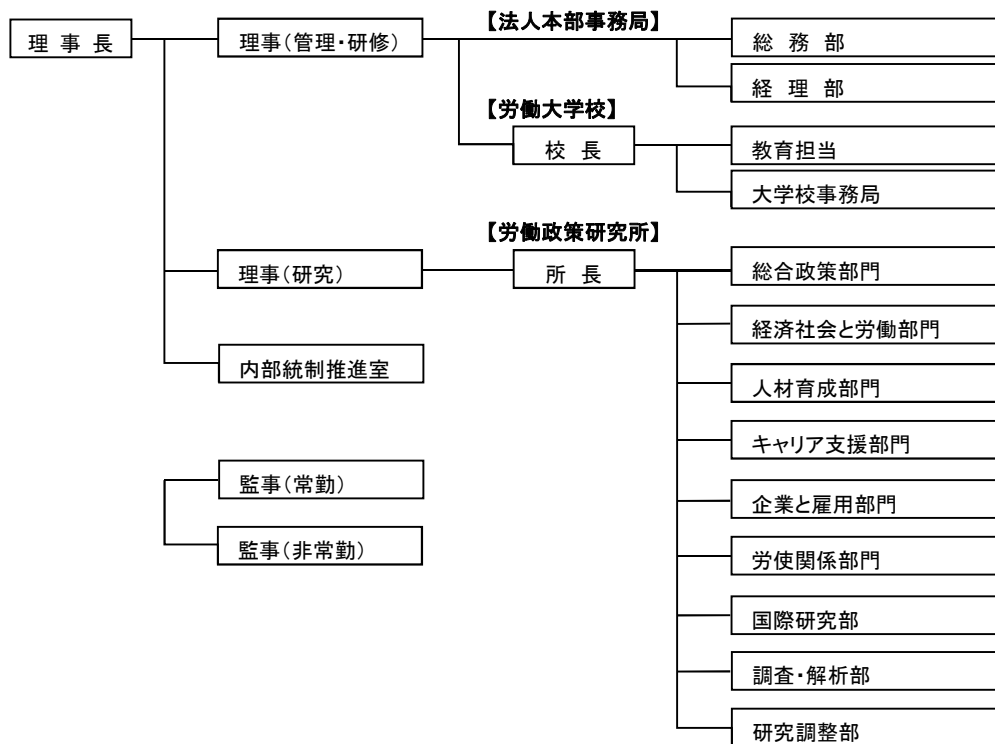 【法人本部事務局】
理 事 長
理事(管理・研修)
総 務 部
経 理 部
【労働大学校】
校 長
教育担当
大学校事務局
【労働政策研究所】
理事(研究)
所 長
総合政策部門
経済社会と労働部門
内部統制推進室
人材育成部門
キャリア支援部門
監事(常勤)
企業と雇用部門
監事(非常勤)
労使関係部門
国際研究部
調査・解析部
研究調整部